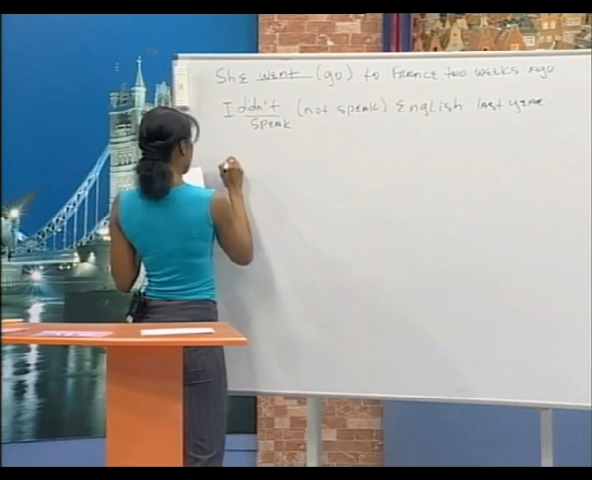 She went (go) to France two weeks ago
I didn't (not speak) English last year.
speak